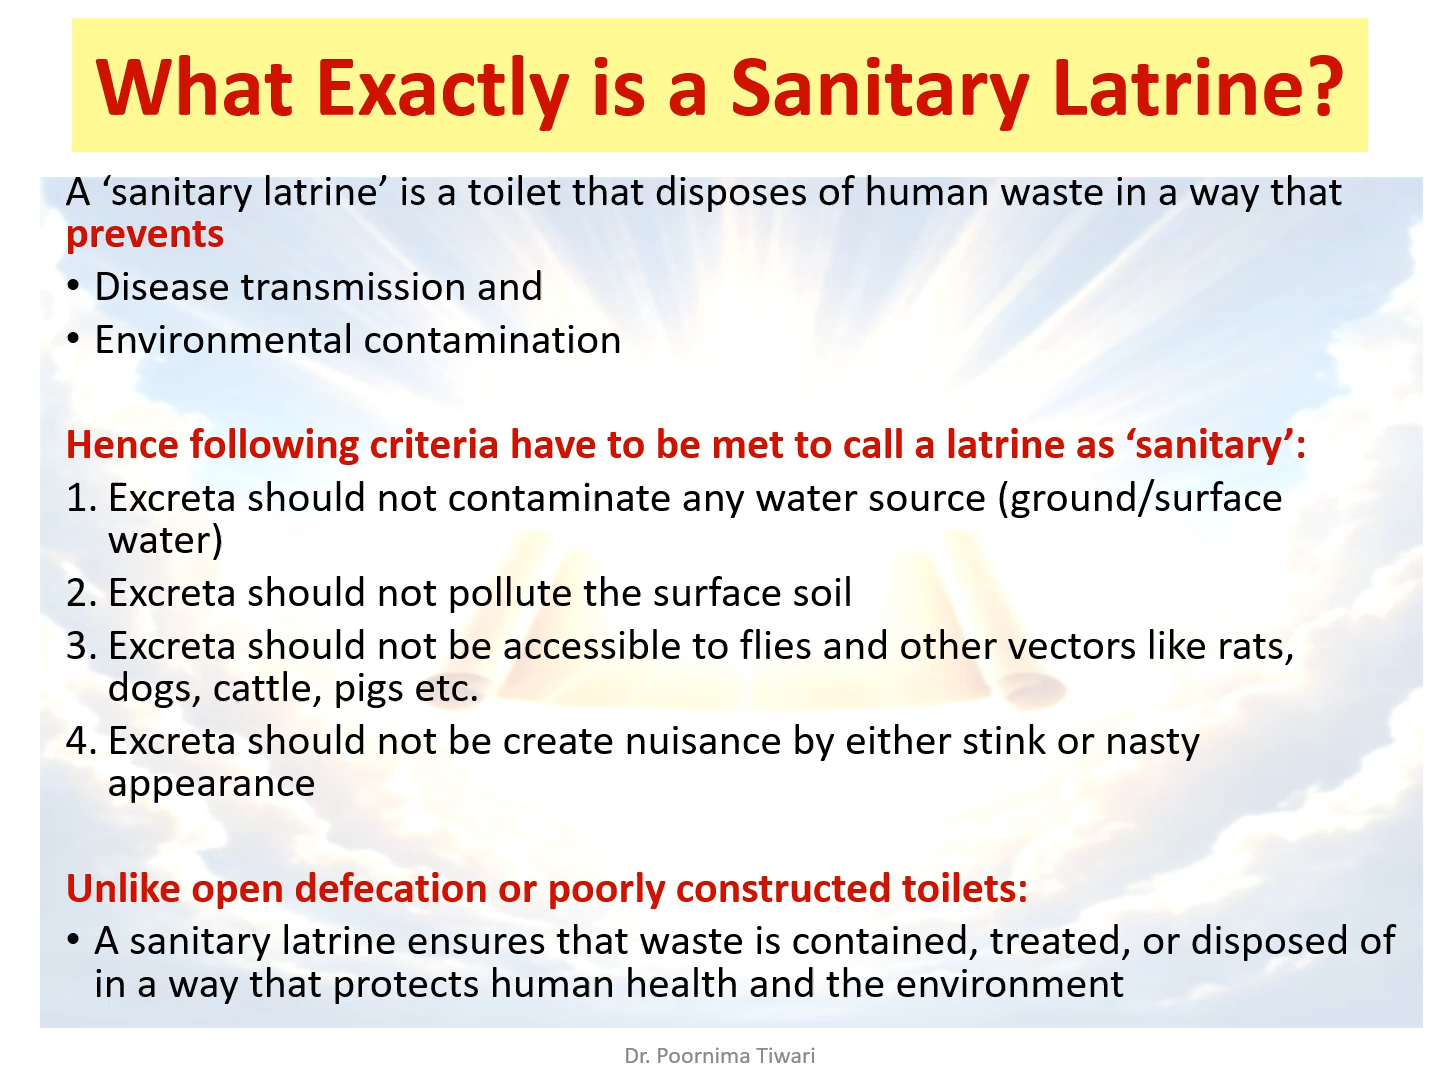 What Exactly is a Sanitary Latrine?
A ‘sanitary latrine’ is a toilet that disposes of human waste in a way that
prevents
• Disease transmission and
• Environmental contamination
Hence following criteria have to be met to call a latrine as ‘sanitary’:
1. Excreta should not contaminate any water source (ground/surface
water)
2. Excreta should not pollute the surface soil
3. Excreta should not be accessible to flies and other vectors like rats,
dogs, cattle, pigs etc.
4. Excreta should not be create nuisance by either stink or nasty
appearance
Unlike open defecation or poorly constructed toilets:
• A sanitary latrine ensures that waste is contained, treated, or disposed of
in a way that protects human health and the environment
Dr. Poornima Tiwari